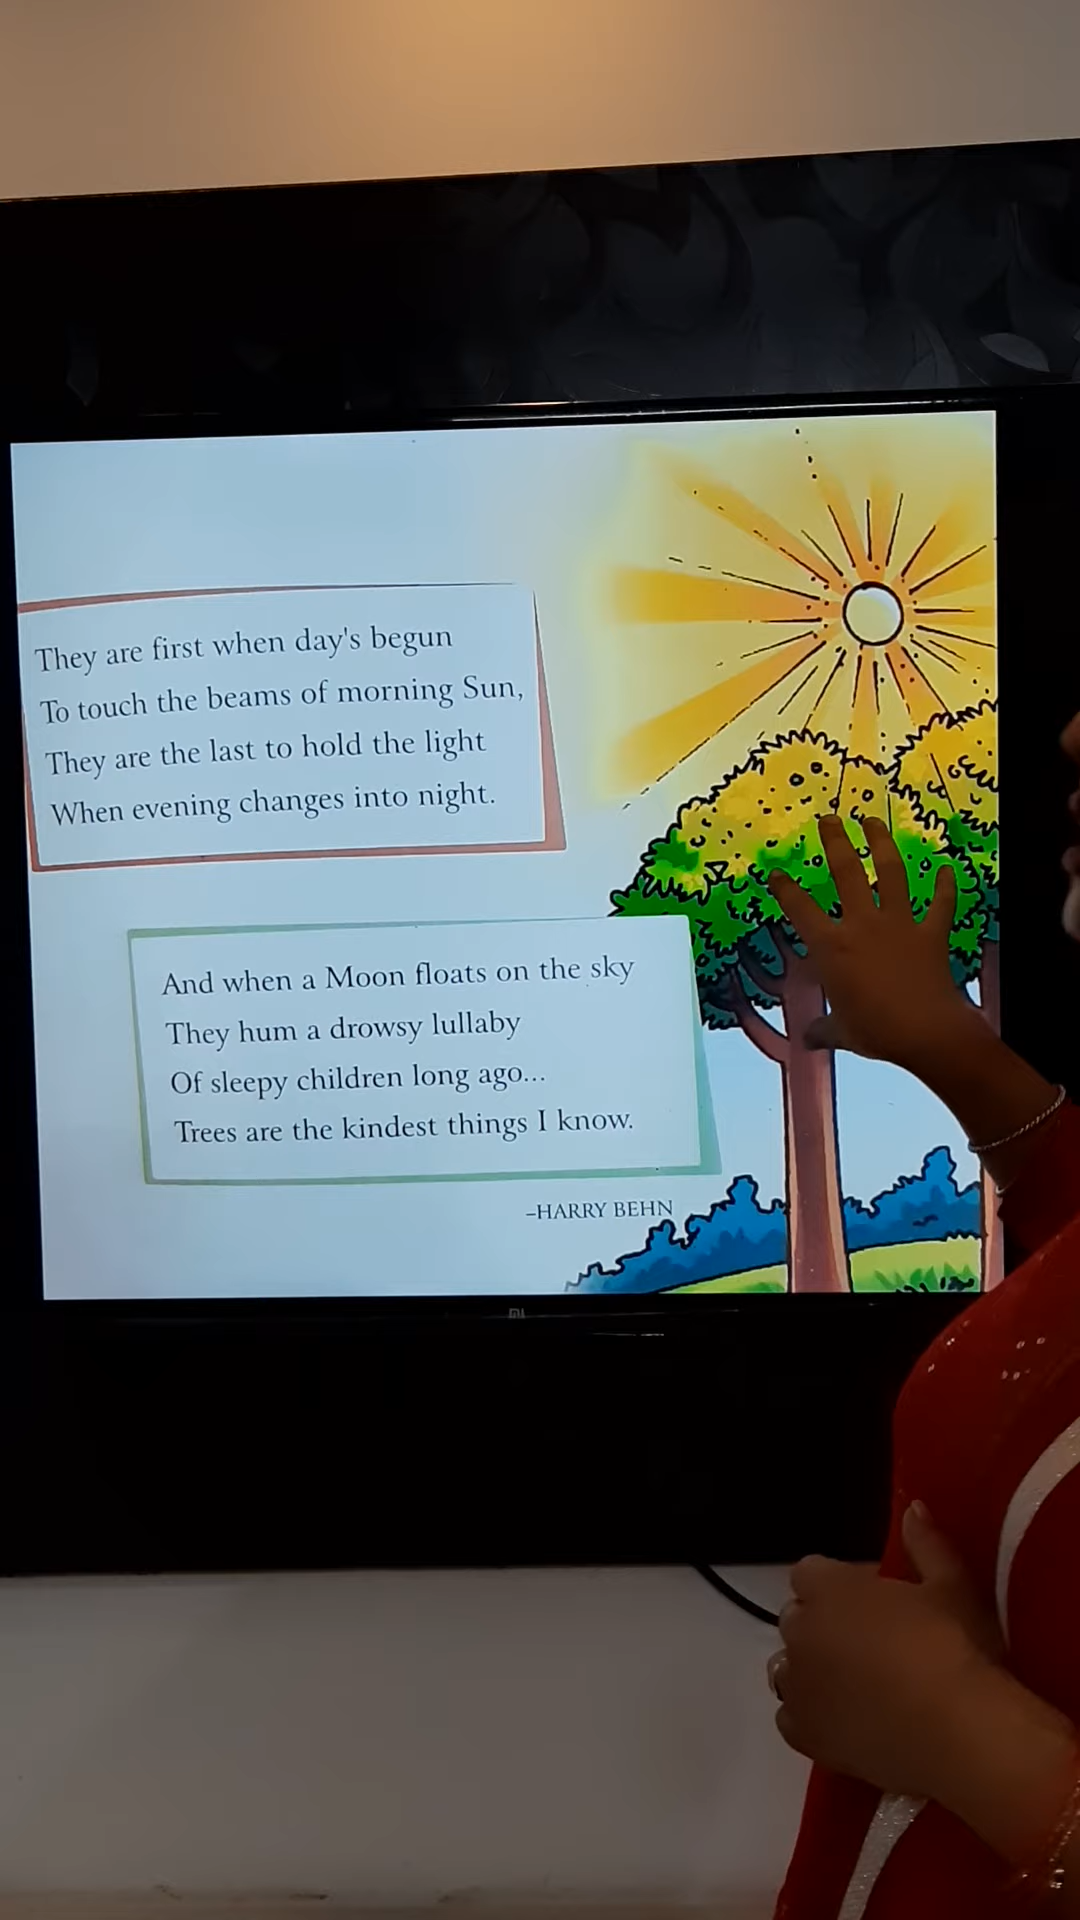 They are first when day's begun
To touch the beams of morning Sun,
They are the last to hold the light
When evening changes into night.
And when a Moon floats on the sky
They hum a drowsy lullaby
Of sleepy children long ago...
Trees are the kindest things I know.
–HARRY BEHN
mi